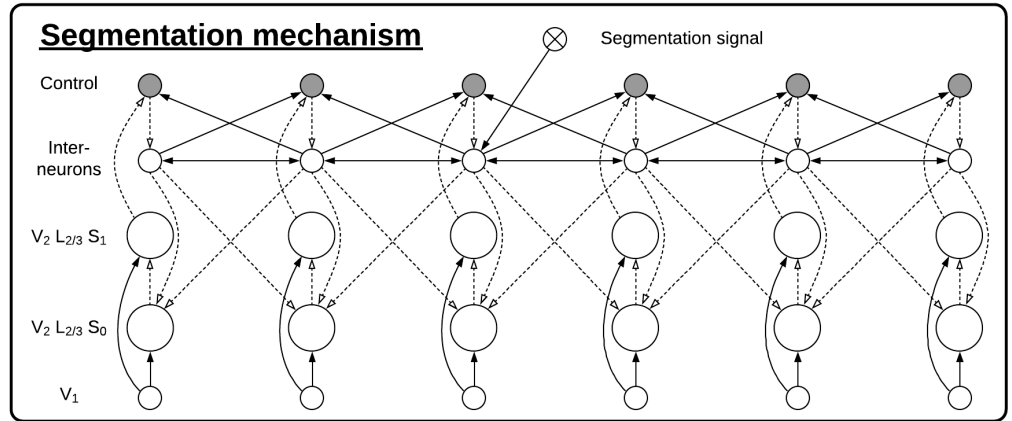 Segmentation mechanism
Segmentation signal
Control
Inter-
neurons
V₂ L₂/₃ S₁
V₂ L₂/₃ S₀
V₁